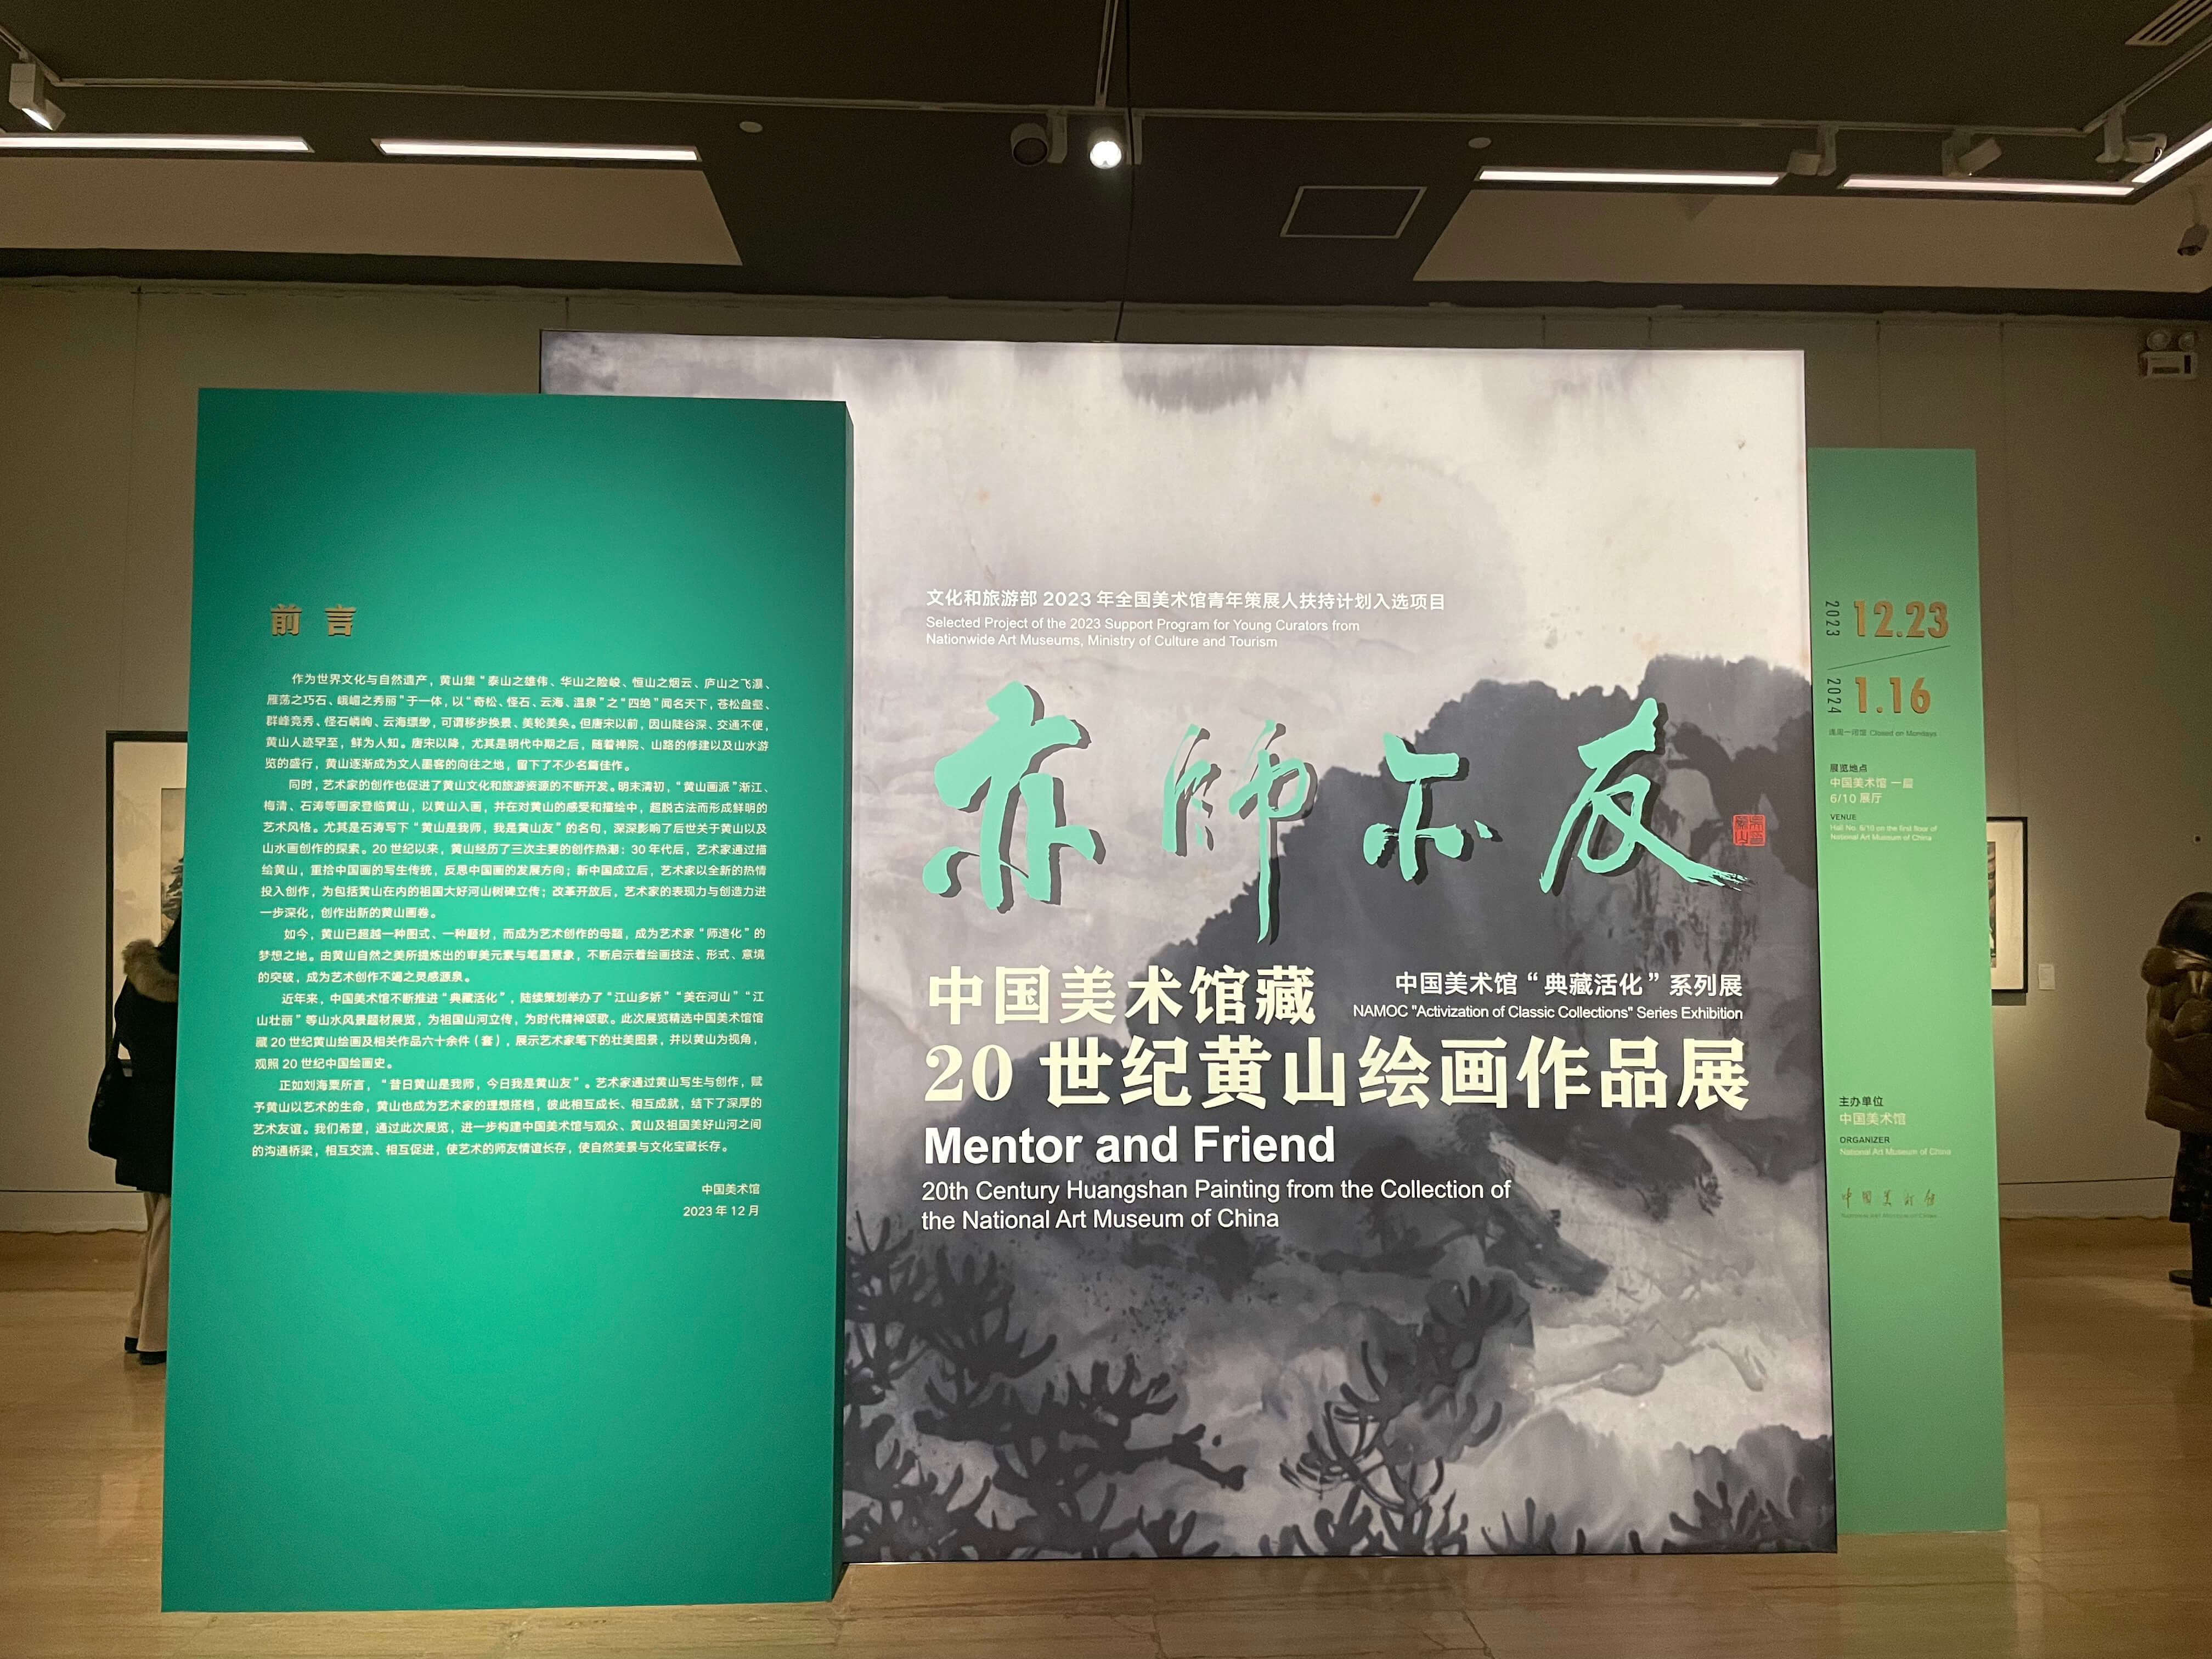 前言
作为世界文化与自然遗产，黄山集“泰山之雄伟、华山之险峻、恒山之烟云、庐山之飞瀑、
雁荡之巧石、峨嵋之秀丽”于一体，以“奇松、怪石、云海、温泉”之“四绝”闻名天下，苍松盘壑、
群峰竞秀、怪石嶙峋、云海缥缈，可谓移步换景、美轮美奂。但唐宋以前，因山陡谷深、交通不便，
黄山人迹罕至，鲜为人知。唐宋以降，尤其是明代中期之后，随着禅院、山路的修建以及山水游
览的盛行，黄山逐渐成为文人墨客的向往之地，留下了不少名篇佳作。
同时，艺术家的创作也促进了黄山文化和旅游资源的不断开发。明末清初，“黄山画派”渐江、
梅清、石涛等画家登临黄山，以黄山入画，并在对黄山的感受和描绘中，超脱古法而形成鲜明的
艺术风格。尤其是石涛写下“黄山是我师，我是黄山友”的名句，深深影响了后世关于黄山以及
山水画创作的探索。20 世纪以来，黄山经历了三次主要的创作热潮：30 年代后，艺术家通过描
绘黄山，重拾中国画的写生传统，反思中国画的发展方向；新中国成立后，艺术家以全新的热情
投入创作，为包括黄山在内的祖国大好河山树碑立传；改革开放后，艺术家的表现力与创造力进
一步深化，创作出新的黄山画卷。
如今，黄山已超越一种图式、一种题材，而成为艺术创作的母题，成为艺术家“师造化”的
梦想之地。由黄山自然之美所提炼出的审美元素与笔墨意象，不断启示着绘画技法、形式、意境
的突破，成为艺术创作不竭之灵感源泉。
近年来，中国美术馆不断推进“典藏活化”，陆续策划举办了“江山多娇”“美在河山”“江
山壮丽”等山水风景题材展览，为祖国山河立传，为时代精神颂歌。此次展览精选中国美术馆馆
藏 20 世纪黄山绘画及相关作品六十余件（套），展示艺术家笔下的壮美图景，并以黄山为视角，
观照 20 世纪中国绘画史。
正如刘海粟所言，“昔日黄山是我师，今日我是黄山友”。艺术家通过黄山写生与创作，赋
予黄山以艺术的生命，黄山也成为艺术家的理想搭档，彼此相互成长、相互成就，结下了深厚的
艺术友谊。我们希望，通过此次展览，进一步构建中国美术馆与观众、黄山及祖国美好山河之间
的沟通桥梁，相互交流、相互促进，使艺术的师友情谊长存，使自然美景与文化宝藏长存。
中国美术馆
2023 年 12 月
文化和旅游部 2023 年全国美术馆青年策展人扶持计划入选项目
Selected Project of the 2023 Support Program for Young Curators from
Nationwide Art Museums, Ministry of Culture and Tourism
亦師亦友
中国美术馆藏
中国美术馆“典藏活化”系列展
NAMOC "Activization of Classic Collections" Series Exhibition
20 世纪黄山绘画作品展
Mentor and Friend
20th Century Huangshan Painting from the Collection of
the National Art Museum of China
2023 12.23
2024 1.16
逢周一闭馆 Closed on Mondays
展览地点
中国美术馆 一层
6/10 展厅
VENUE
Hall No. 6/10 on the first floor of
National Art Museum of China
主办单位
中国美术馆
ORGANIZER
National Art Museum of China
中国美术馆